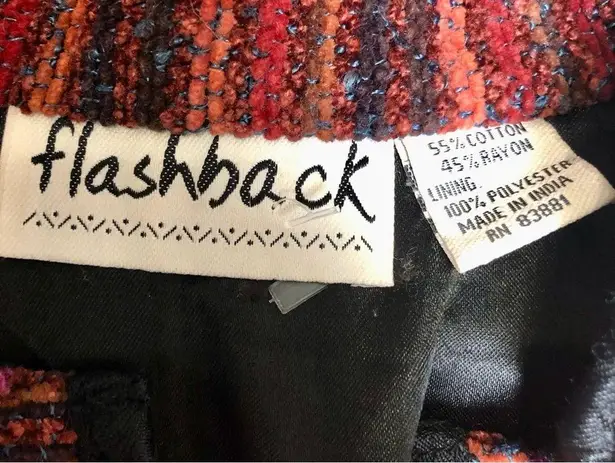 flashback
55% COTTON
45% RAYON
LINING.
100% POLYESTER
MADE IN INDIA
RN 83881